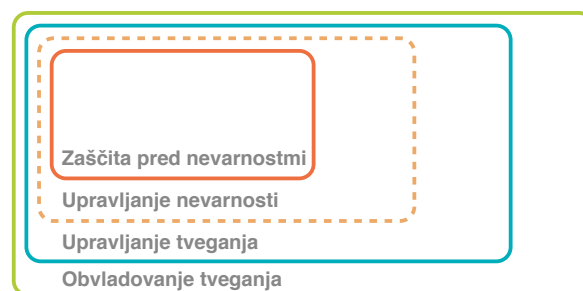 Zaščita pred nevarnostmi
Upravljanje nevarnosti
Upravljanje tveganja
Obvladovanje tveganja